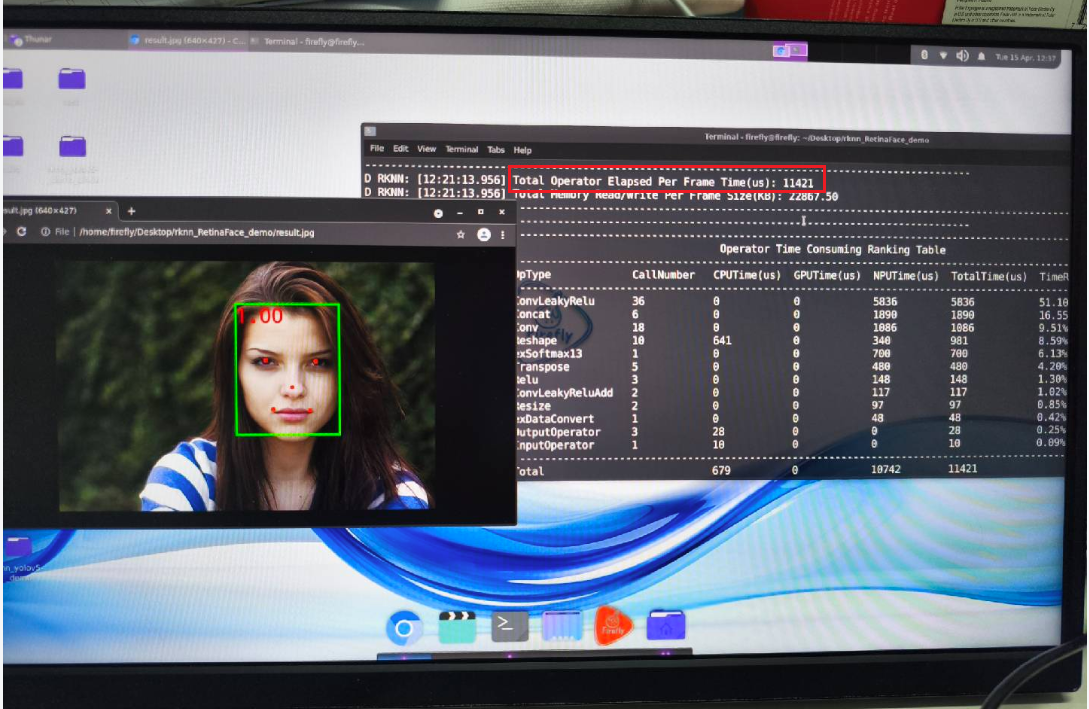 Thunar
result.jpg (640×427) - C...
Terminal - firefly@firefly...
Tue 15 Apr, 12:37
Terminal - firefly@firefly: ~/Desktop/rknn_RetinaFace_demo
File Edit View Terminal Tabs Help
D RKNN: [12:21:13.956] Total Operator Elapsed Per Frame Time(us): 11421
D RKNN: [12:21:13.956] Total Memory Read/Write Per Frame Size(KB): 22867.50
Operator Time Consuming Ranking Table
OpType CallNumber CPUTime(us) GPUTime(us) NPUTime(us) TotalTime(us) TimeR
ConvLeakyRelu 36 0 0 5836 5836 51.10
Concat 6 0 0 1890 1890 16.55
Conv 18 0 0 1086 1086 9.51%
Reshape 10 641 0 340 981 8.59%
exSoftmax13 1 0 0 700 700 6.13%
Transpose 5 0 0 480 480 4.20%
Relu 3 0 0 148 148 1.30%
ConvLeakyReluAdd 2 0 0 117 117 1.02%
Resize 2 0 0 97 97 0.85%
exDataConvert 1 0 0 48 48 0.42%
OutputOperator 3 28 0 0 28 0.25%
InputOperator 1 10 0 0 10 0.09%
Total 679 0 10742 11421
result.jpg (640×427)
File | /home/firefly/Desktop/rknn_RetinaFace_demo/result.jpg
1.00
firefly
Firefly